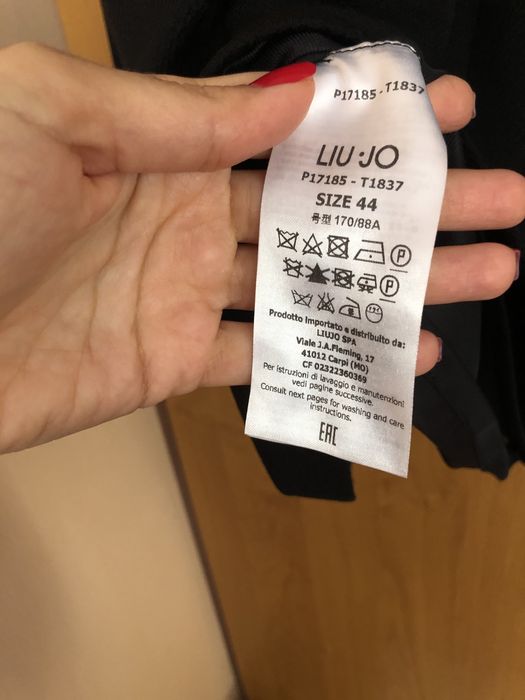 P17185 - T1837
LIU·JO
P17185 - T1837
SIZE 44
号型 170/88A
P
P
Prodotto importato e distribuito da:
LIUJO SPA
Viale J.A.Fleming, 17
41012 Carpi (MO)
CF 02322360369
Per istruzioni di lavaggio e manutenzioni
vedi pagine successive.
Consult next pages for washing and care
instructions.
EAC